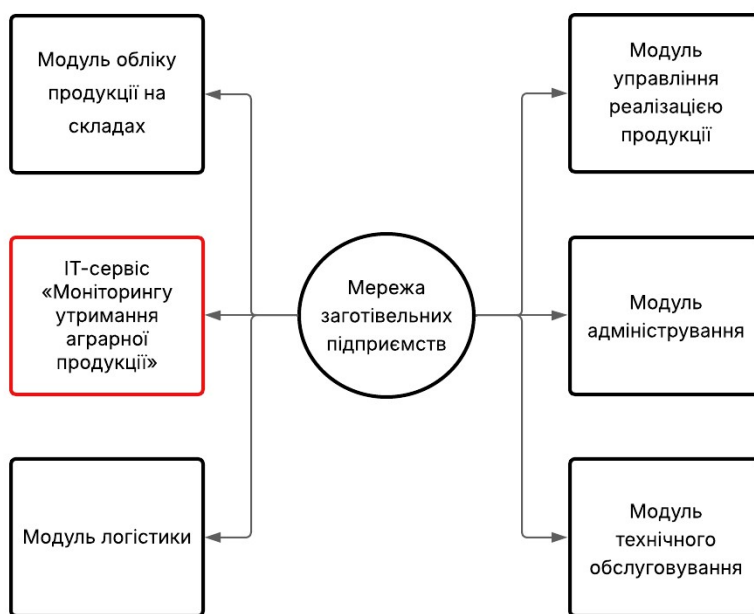 Модуль обліку
продукції на
складах
ІТ-сервіс
«Моніторингу
утримання
аграрної
продукції»
Модуль логістики
Мережа
заготівельних
підприємств
Модуль
управління
реалізацією
продукції
Модуль
адміністрування
Модуль
технічного
обслуговування